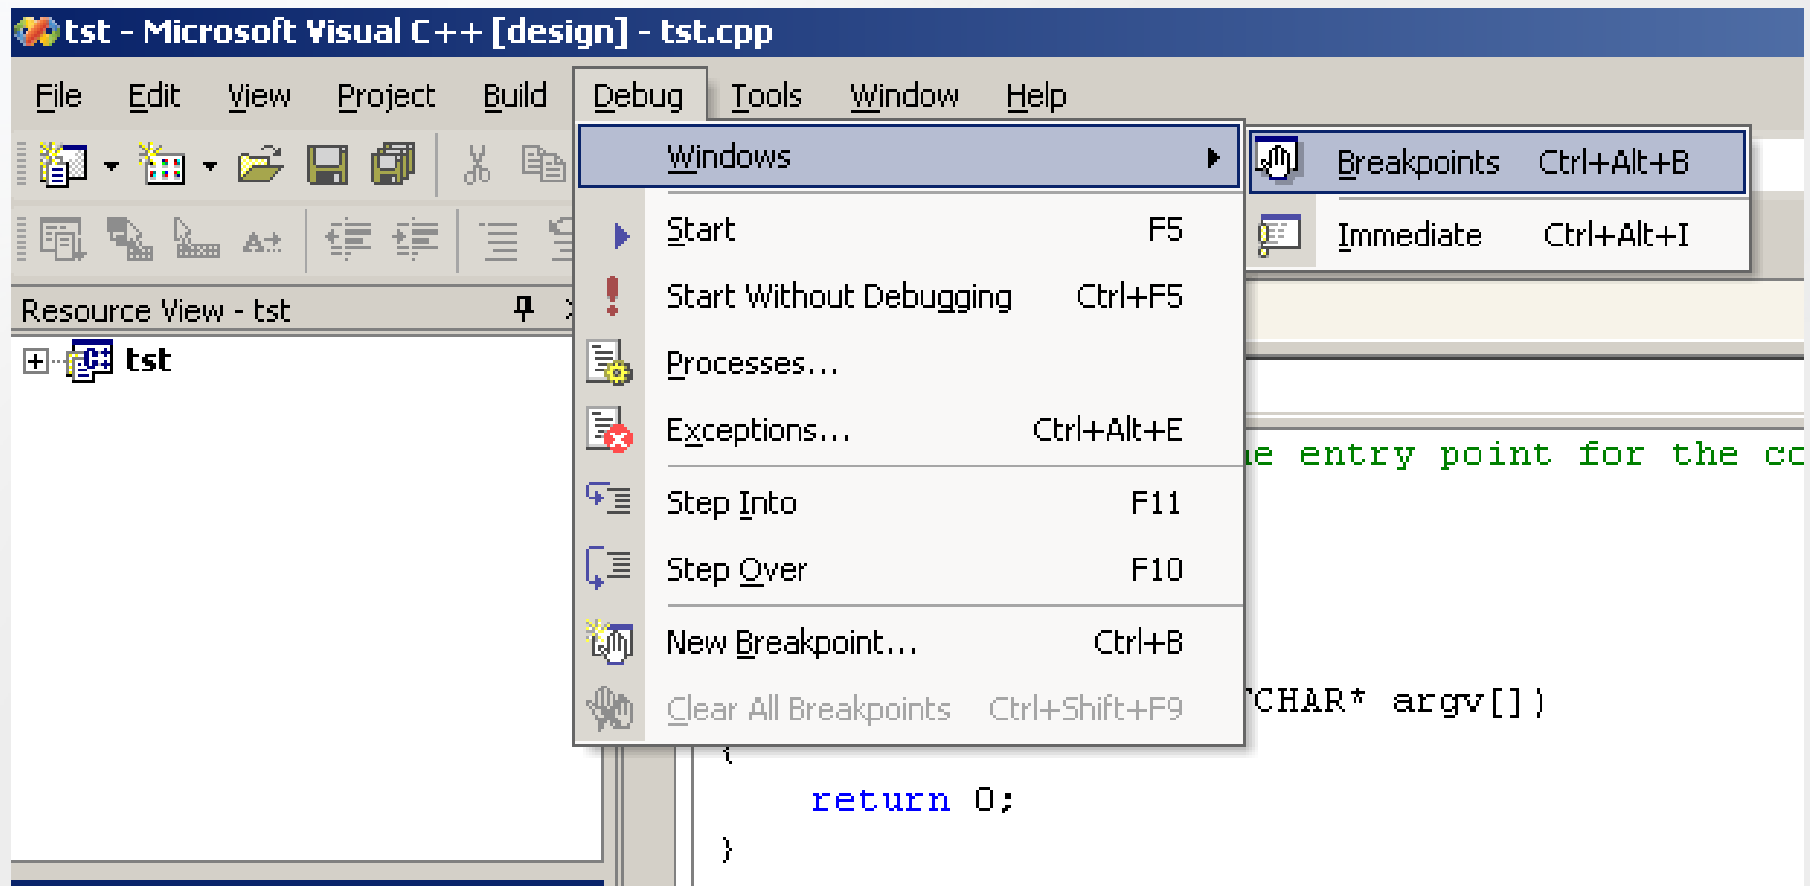 tst - Microsoft Visual C++ [design] - tst.cpp
File Edit View Project Build Debug Tools Window Help
Windows
Breakpoints Ctrl+Alt+B
Immediate Ctrl+Alt+I
Start F5
Start Without Debugging Ctrl+F5
Processes...
Exceptions... Ctrl+Alt+E
Step Into F11
Step Over F10
New Breakpoint... Ctrl+B
Clear All Breakpoints Ctrl+Shift+F9
Resource View - tst
tst
entry point for the
TCHAR* argv[])
{
return 0;
}